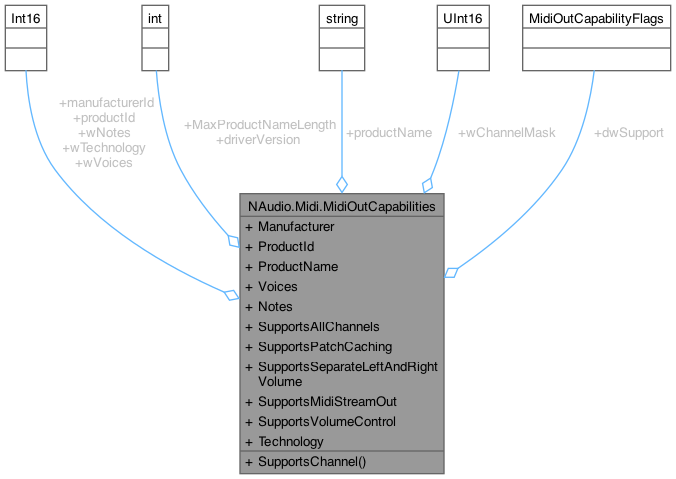 Int16
int
string
UInt16
MidiOutCapabilityFlags
+manufacturerId
+productId
+wNotes
+wTechnology
+wVoices
+MaxProductNameLength
+driverVersion
+productName
+wChannelMask
+dwSupport
NAudio.Midi.MidiOutCapabilities
+ Manufacturer
+ ProductId
+ ProductName
+ Voices
+ Notes
+ SupportsAllChannels
+ SupportsPatchCaching
+ SupportsSeparateLeftAndRight
Volume
+ SupportsMidiStreamOut
+ SupportsVolumeControl
+ Technology
+ SupportsChannel()